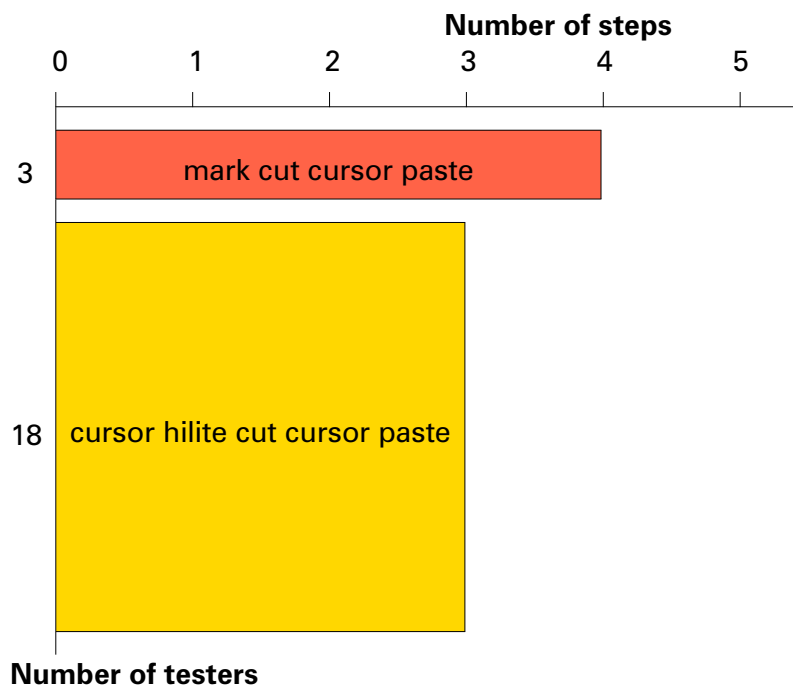 Number of steps
0 1 2 3 4 5
3 mark cut cursor paste
18 cursor hilite cut cursor paste
Number of testers